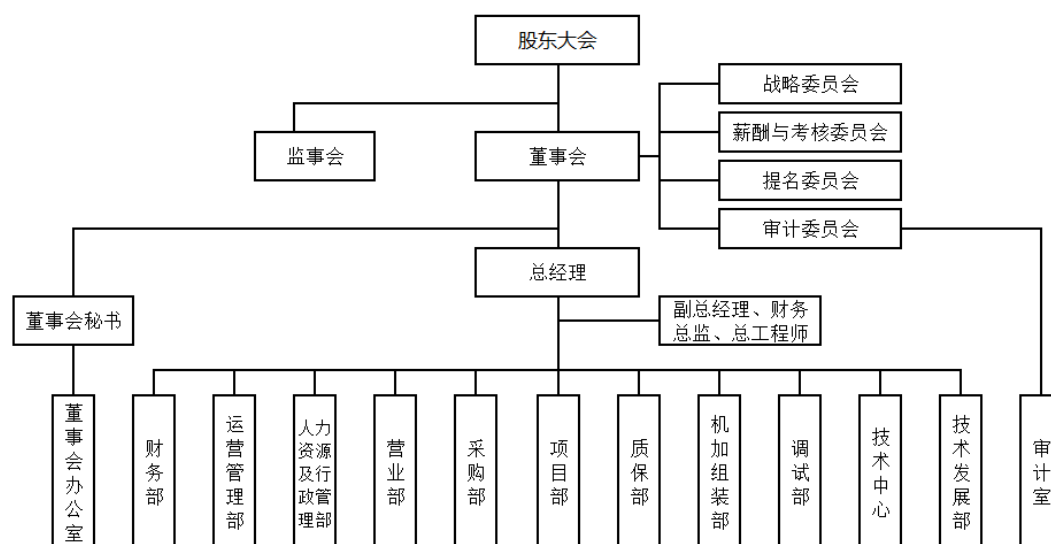 股东大会
战略委员会
薪酬与考核委员会
监事会
董事会
提名委员会
审计委员会
总经理
董事会秘书
副总经理、财务
总监、总工程师
董事会办公室
财务部
运营管理部
人力资源及行政管理部
营业部
采购部
项目部
质保部
机加组装部
调试部
技术中心
技术发展部
审计室